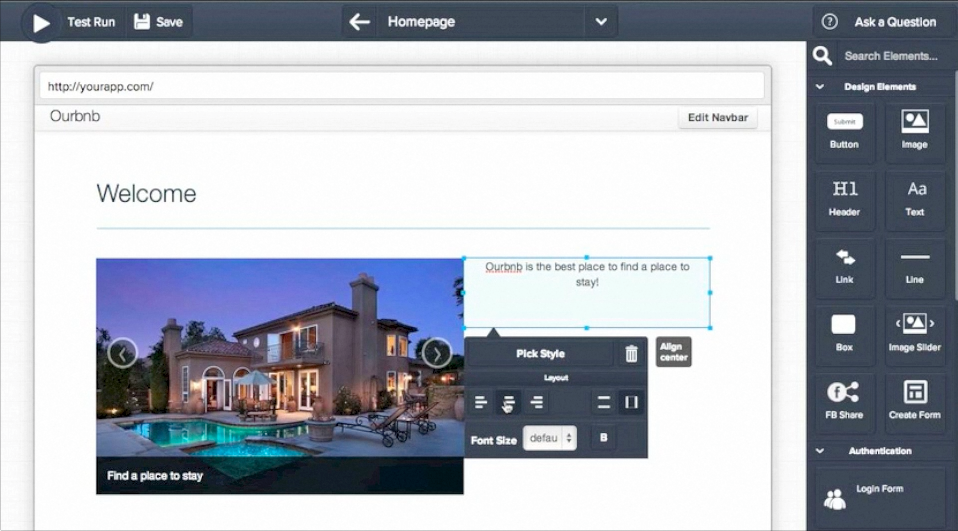 Test Run
Save
Homepage
Ask a Question
Search Elements...
http://yourapp.com/
Ourbnb
Edit Navbar
Welcome
Ourbnb is the best place to find a place to
stay!
Find a place to stay
Pick Style
Layout
Font Size
defau
B
Align
center
Design Elements
Submit
Button
Image
H1
Header
Aa
Text
Link
Line
Box
Image Slider
f
FB Share
Create Form
Authentication
Login Form